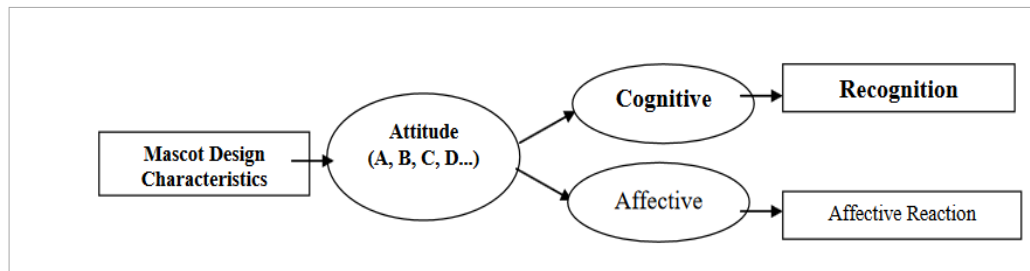 Mascot Design
Characteristics
Attitude
(A, B, C, D...)
Cognitive
Recognition
Affective
Affective Reaction